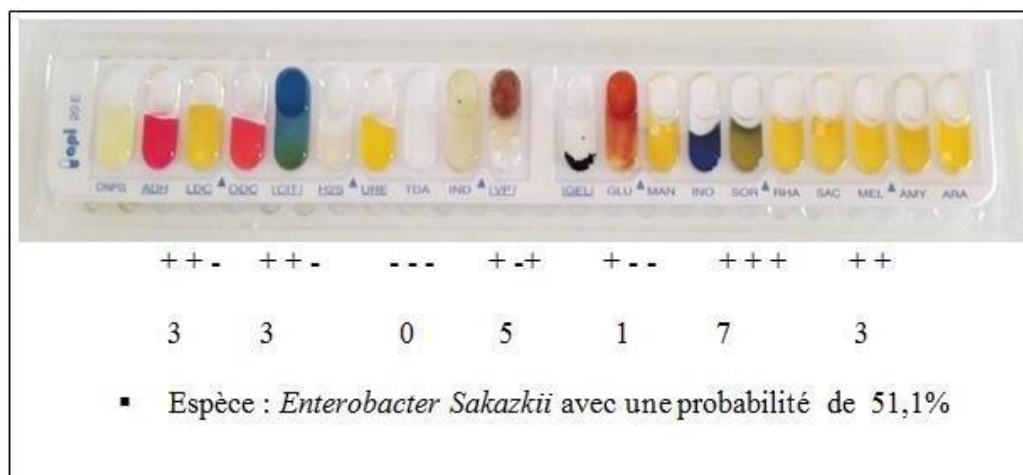 api 20 E
ONPG ADH LDC ODC |CIT| H2S URE TDA IND |VP| |GEL| GLU MAN INO SOR RHA SAC MEL AMY ARA
+ + - + + - - - - + -+ + - - + + + + +
3 3 0 5 1 7 3
▪ Espèce : Enterobacter Sakazkïï avec une probabilité de 51,1%